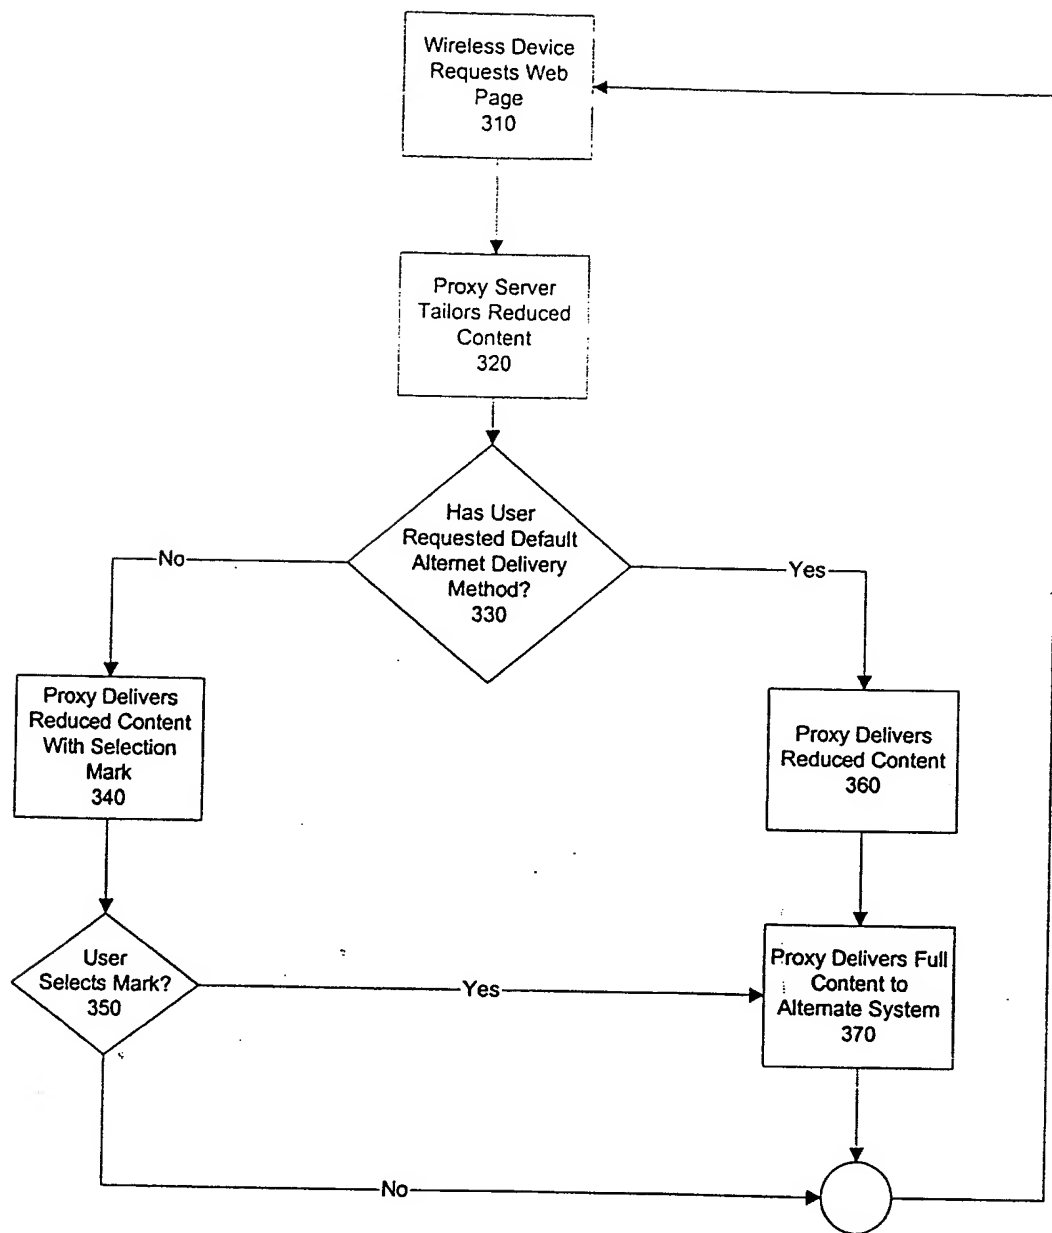 Wireless Device
Requests Web
Page
310
Proxy Server
Tailors Reduced
Content
320
Has User
Requested Default
Alternet Delivery
Method?
330
No
Yes
Proxy Delivers
Reduced Content
With Selection
Mark
340
Proxy Delivers
Reduced Content
360
User
Selects Mark?
350
Yes
Proxy Delivers Full
Content to
Alternate System
370
No